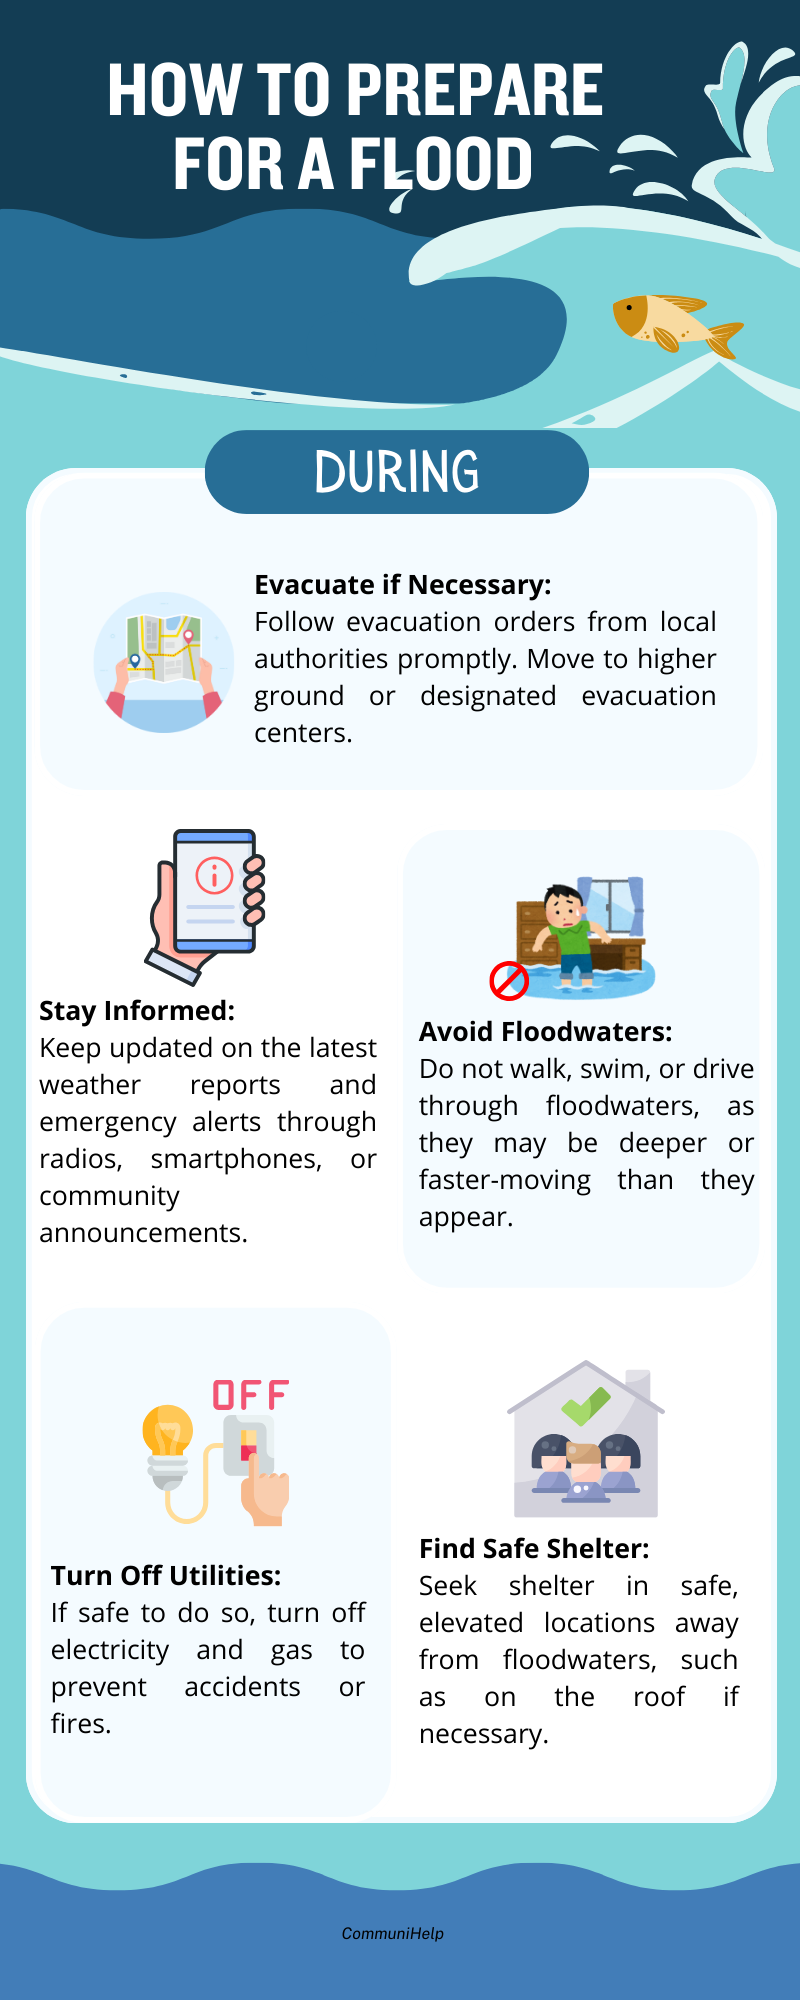 HOW TO PREPARE
FOR A FLOOD
DURING
Evacuate if Necessary:
Follow evacuation orders from local
authorities promptly. Move to higher
ground or designated evacuation
centers.
Stay Informed:
Keep updated on the latest
weather reports and
emergency alerts through
radios, smartphones, or
community
announcements.
Avoid Floodwaters:
Do not walk, swim, or drive
through floodwaters, as
they may be deeper or
faster-moving than they
appear.
OFF
Turn Off Utilities:
If safe to do so, turn off
electricity and gas to
prevent accidents or
fires.
Find Safe Shelter:
Seek shelter in safe,
elevated locations away
from floodwaters, such
as on the roof if
necessary.
CommuniHelp